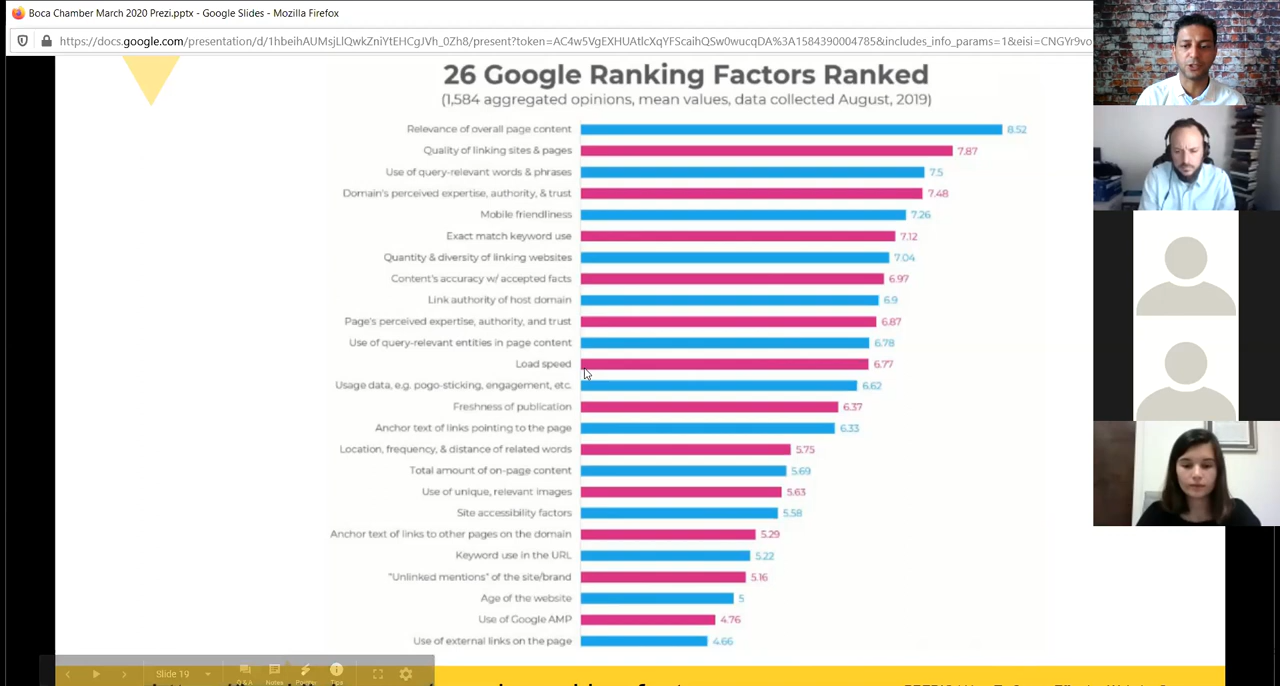 Boca Chamber March 2020 Prezi.pptx - Google Slides - Mozilla Firefox
https://docs.google.com/presentation/d/1hbeihAUMsjLlQwkZniYtEHCgJVh_0Zh8/present?token=AC4w5VgEXHUAtlcXqYFScaihQSw0wucqDA%3A1584390004785&includes_info_params=1&eisi=CNGYr9vo
26 Google Ranking Factors Ranked
(1,584 aggregated opinions, mean values, data collected August, 2019)
Relevance of overall page content 8.52
Quality of linking sites & pages 7.87
Use of query-relevant words & phrases 7.5
Domain's perceived expertise, authority, & trust 7.48
Mobile friendliness 7.26
Exact match keyword use 7.12
Quantity & diversity of linking websites 7.04
Content's accuracy w/ accepted facts 6.97
Link authority of host domain 6.9
Page's perceived expertise, authority, and trust 6.87
Use of query-relevant entities in page content 6.78
Load speed 6.77
Usage data, e.g. pogo-sticking, engagement, etc. 6.62
Freshness of publication 6.37
Anchor text of links pointing to the page 6.33
Location, frequency, & distance of related words 5.75
Total amount of on-page content 5.69
Use of unique, relevant images 5.63
Site accessibility factors 5.58
Anchor text of links to other pages on the domain 5.29
Keyword use in the URL 5.22
"Unlinked mentions" of the site/brand 5.16
Age of the website 5
Use of Google AMP 4.76
Use of external links on the page 4.66
Slide 19
Q&A Notes Pointer Tips